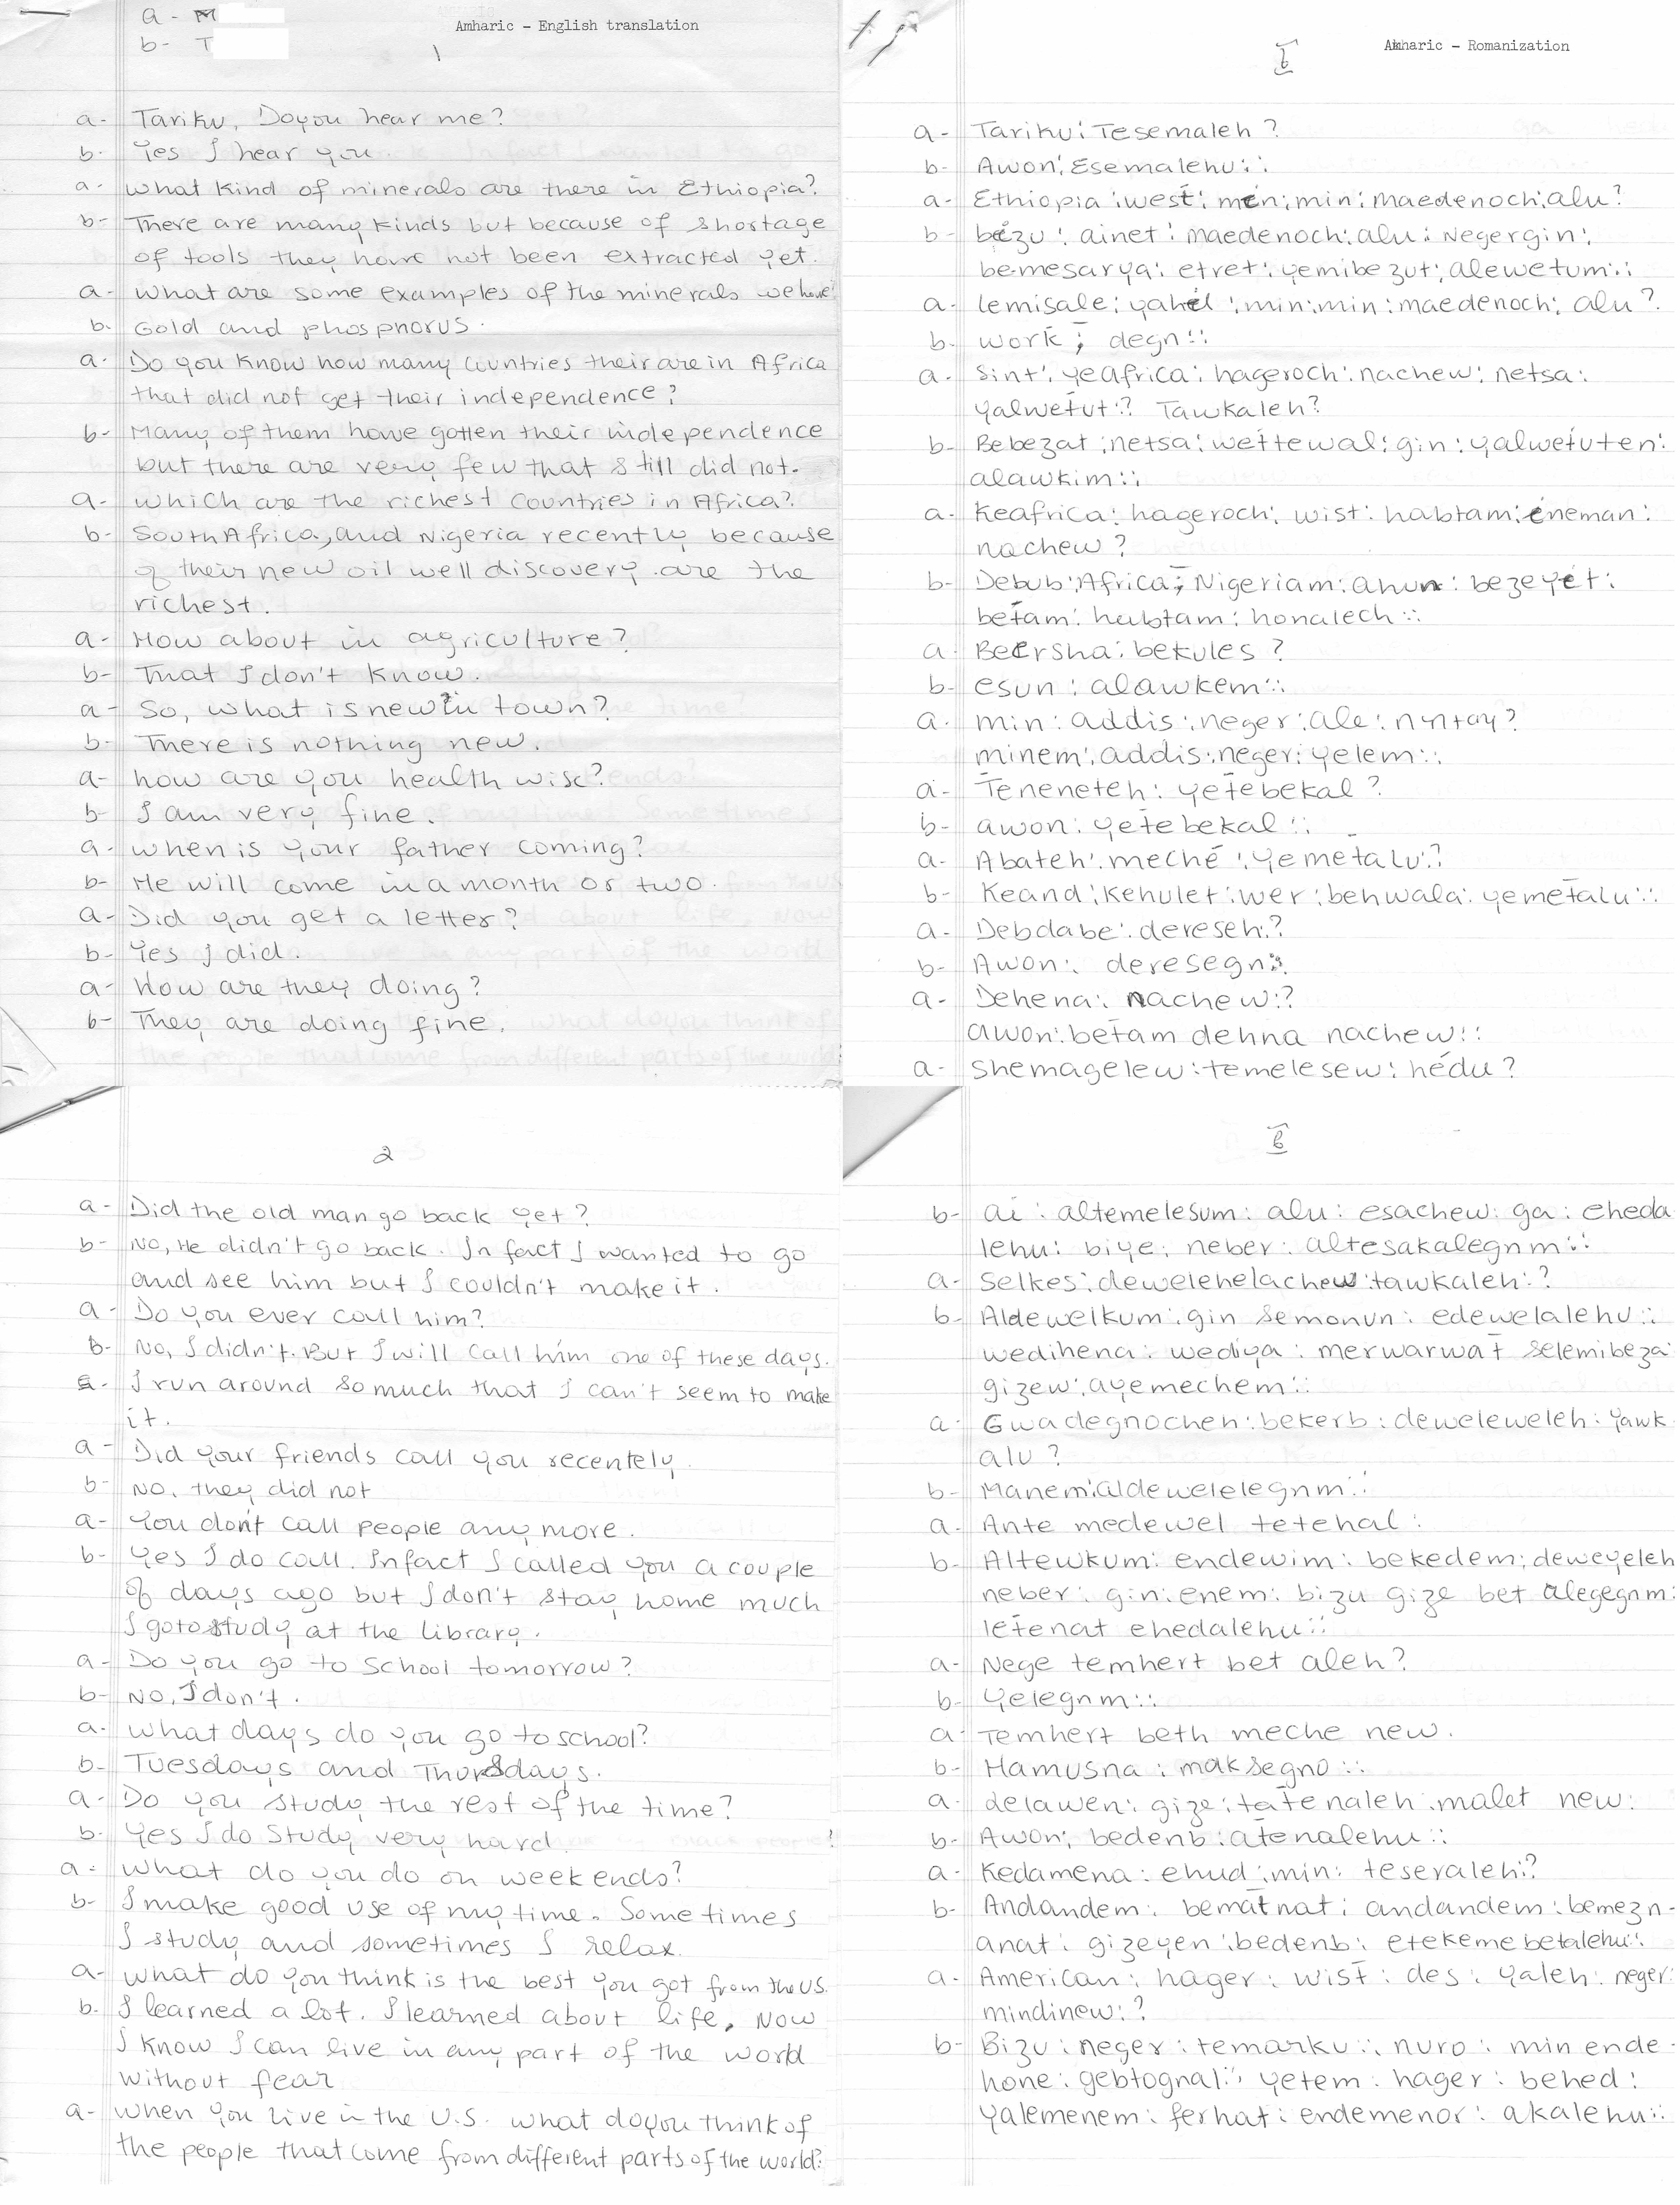 a - M
b - T
Amharic - English translation
1
a- Tariku, Do you hear me?
b- Yes I hear you.
a- What kind of minerals are there in Ethiopia?
b- There are many kinds but because of shortage
of tools they have not been extracted yet.
a- What are some examples of the minerals we have?
b- Gold and phosphorus.
a- Do you know how many countries their are in Africa
that did not get their independence?
b- Many of them have gotten their independence
but there are very few that still did not.
a- Which are the richest countries in Africa?
b- South Africa, and Nigeria recently because
of their new oil well discovery are the
richest.
a- How about in agriculture?
b- That I don't know.
a- So, what is new in town?
b- There is nothing new.
a- how are you health wise?
b- I am very fine.
a- when is your father coming?
b- He will come in a month or two.
a- Did you get a letter?
b- Yes I did.
a- How are they doing?
b- They are doing fine.
I
Amharic - Romanization
a- Tariku: Tesemaleh?
b- Awon: Esemalehu::
a- Ethiopia: west: men: min: maedenoch: alu?
b- bézu: ainet: maedenoch: alu: Negergin:
bemesarya: etret: yemibezut: alewetum::
a- lemisale: yahél: min: min: maedenoch: alu?
b- work; degn::
a- Sint: yeAfrica: hageroch: nachew: netsa:
yalwetut:? Tawkaleh?
b- Bebezat: netsa: wettewal: gin: yalwetuten:
alawkim::
a- Keafrica: hageroch: wist: habtam: éneman:
nachew?
b- Debub: Africa; Nigeriam: ahun: bezeyét:
betam: habtam: honalech::
a- Beersha: bekules?
b- esun: alawkem::
a- min: addis: neger: ale:
minem: addis: neger: yelem::
a- Teneneteh: yetebekal?
b- awon: yetebekal::
a- Abateh: meché: yemetalu:?
b- Keand: kehulet: wer: behwala: yemetalu::
a- Debdabe: dereseh:?
b- Awon: deresegn::
a- Dehena: nachew:?
awon: betam dehna nachew::
a- Shemagelew: temelesew: hédu?
2
a- Did the old man go back yet?
b- No, He didn't go back. In fact I wanted to go
and see him but I couldn't make it.
a- Do you ever call him?
b- No, I didn't. But I will call him one of these days.
I run around so much that I can't seem to make
it.
a- Did your friends call you recentely.
b- No, they did not
a- You don't call people any more.
b- Yes I do call. Infact I called you a couple
of days ago but I don't stay home much
I go to study at the library.
a- Do you go to school tomorrow?
b- No, I don't.
a- what days do you go to school?
b- Tuesdays and Thursdays.
a- Do you study the rest of the time?
b- Yes I do study very hard.
a- what do you do on week ends?
b- I make good use of my time. Sometimes
I study and sometimes I relax.
a- What do you think is the best you got from the US.
b. I learned a lot. I learned about life, Now
I know I can live in any part of the world
without fear
a- when you live in the U.S. what do you think of
the people that come from different parts of the world?
b- ai: altemelesum: alu: esachew: ga: eheda
lehu: biye: neber: altesakalegnm::
a- Selkes: dewelehelachew: tawkaleh:?
b- Aldewelkum: gin semonun: edewelalehu::
wedihena: wediya: merwarwat selemibeza
gizew: ayemechem::
a- Gwadegnocheh: bekerb: deweleweleh: yawk
alu?
b- Manem: aldewelelegnm::
a- Ante medewel tetehal:
b- Altewkum: endewim: bekedem: deweyeleh
neber: gin: enem: bizu gize bet alegegnm:
letenat ehedalehu::
a- Nege temhert bet aleh?
b- Yelegnm::
a- Temhert beth meche new.
b- Hamusna: maksegno::
a- delawen: gize: tatenaleh: malet new:
b- Awon; bedenb: atenalehu::
a- Kedamena: ehud: min: teseraleh:?
b- Andandem: bematnat: andandem: bemezn-
anat: gizeyen: bedenb: etekeme betalehu::
a- American: hager: wist: des: yaleh: neger:
mindinew:?
b- Bizu: neger: temarku:: nuro: min ende-
hone: gebtognal:: yetem: hager: behed:
yalemenem: ferhat: endemenor: akalehu::